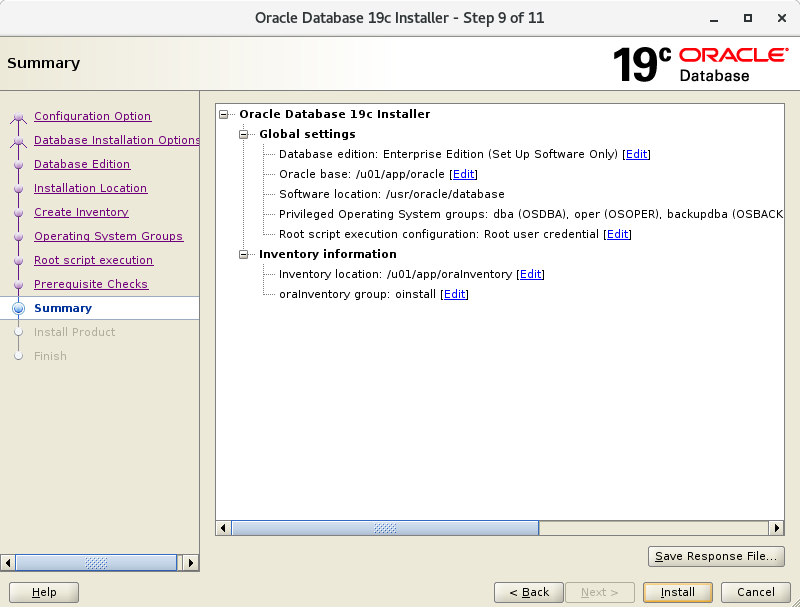 Oracle Database 19c Installer - Step 9 of 11
Summary
19c ORACLE
Database
Configuration Option
Database Installation Options
Database Edition
Installation Location
Create Inventory
Operating System Groups
Root script execution
Prerequisite Checks
Summary
Install Product
Finish
Oracle Database 19c Installer
Global settings
Database edition: Enterprise Edition (Set Up Software Only) [Edit]
Oracle base: /u01/app/oracle [Edit]
Software location: /usr/oracle/database
Privileged Operating System groups: dba (OSDBA), oper (OSOPER), backupdba (OSBACK
Root script execution configuration: Root user credential [Edit]
Inventory information
Inventory location: /u01/app/oraInventory [Edit]
oraInventory group: oinstall [Edit]
Save Response File...
Help
< Back
Next >
Install
Cancel